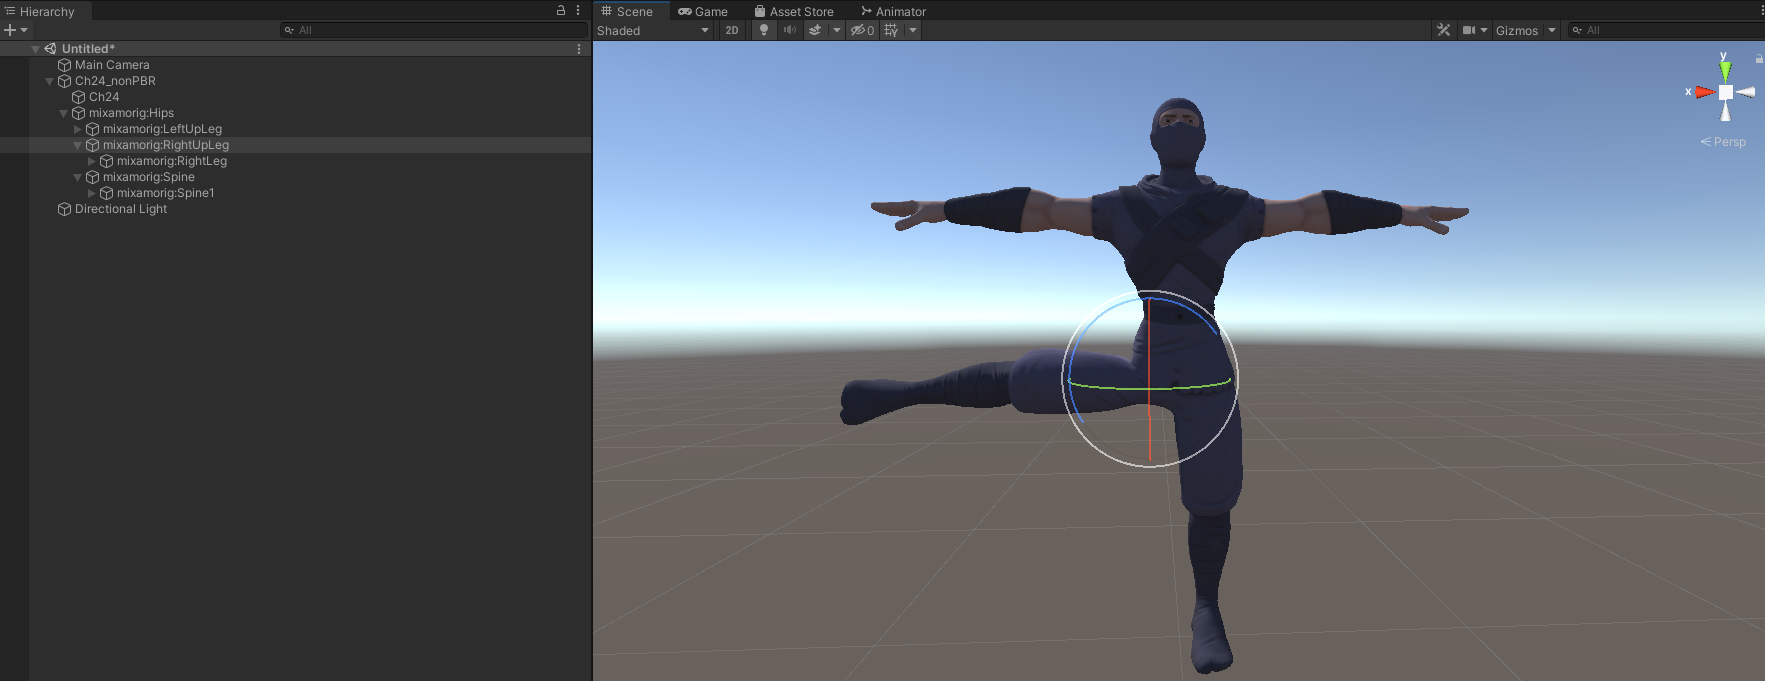 Hierarchy
All
Untitled*
Main Camera
Ch24_nonPBR
Ch24
mixamorig:Hips
mixamorig:LeftUpLeg
mixamorig:RightUpLeg
mixamorig:RightLeg
mixamorig:Spine
mixamorig:Spine1
Directional Light
Scene Game Asset Store Animator
Shaded 2D 0 Gizmos All
y
x
Persp